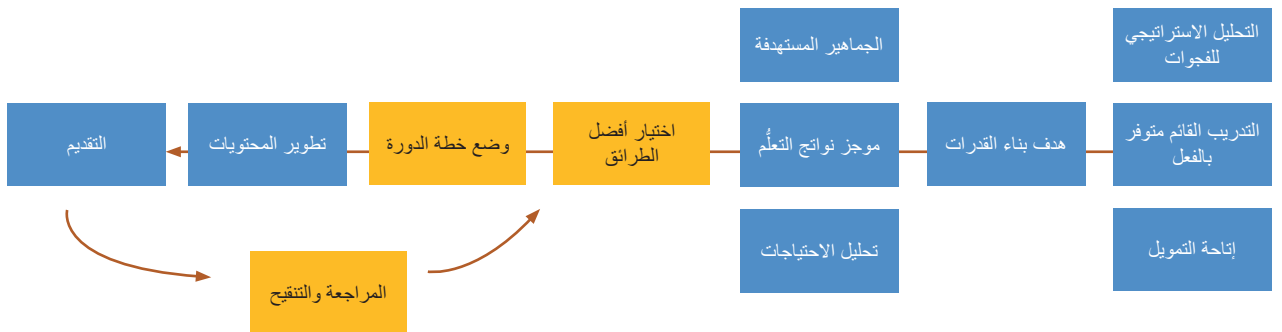 التحليل الاستراتيجي
للفجوات
التدريب القائم متوفر
بالفعل
إتاحة التمويل
هدف بناء القدرات
الجماهير المستهدفة
موجز نواتج التعلُّم
تحليل الاحتياجات
اختيار أفضل
الطرائق
وضع خطة الدورة
تطوير المحتويات
التقديم
المراجعة والتنقيح